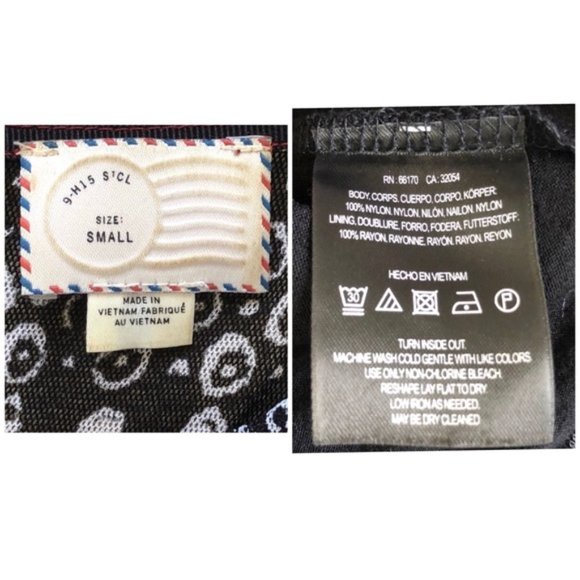 9-H15 STCL
SIZE:
SMALL
MADE IN
VIETNAM FABRIQUÉ
AU VIETNAM
RN: 66170 CA: 32054
BODY, CORPS, CUERPO, CORPO, KÖRPER:
100% NYLON, NYLON, NILÓN, NAILON, NYLON
LINING, DOUBLURE, FORRO, FODERA, FUTTERSTOFF:
100% RAYON, RAYONNE, RAYÓN, RAYON, REYON
HECHO EN VIETNAM
30 P
TURN INSIDE OUT.
MACHINE WASH COLD GENTLE WITH LIKE COLORS
USE ONLY NON-CHLORINE BLEACH.
RESHAPE LAY FLAT TO DRY.
LOW IRON AS NEEDED.
MAY BE DRY CLEANED